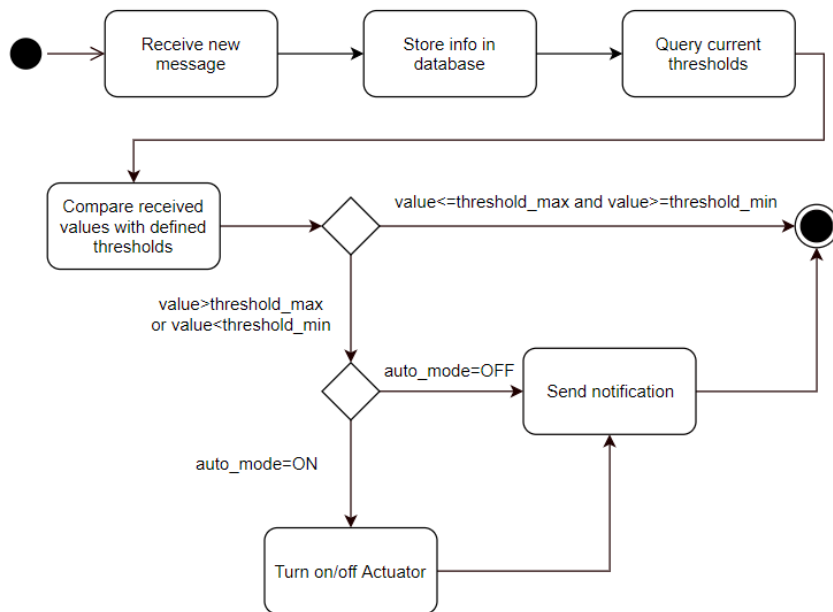 Receive new
message
Store info in
database
Query current
thresholds
Compare received
values with defined
thresholds
value<=threshold_max and value>=threshold_min
value>threshold_max
or value<threshold_min
auto_mode=OFF
Send notification
auto_mode=ON
Turn on/off Actuator